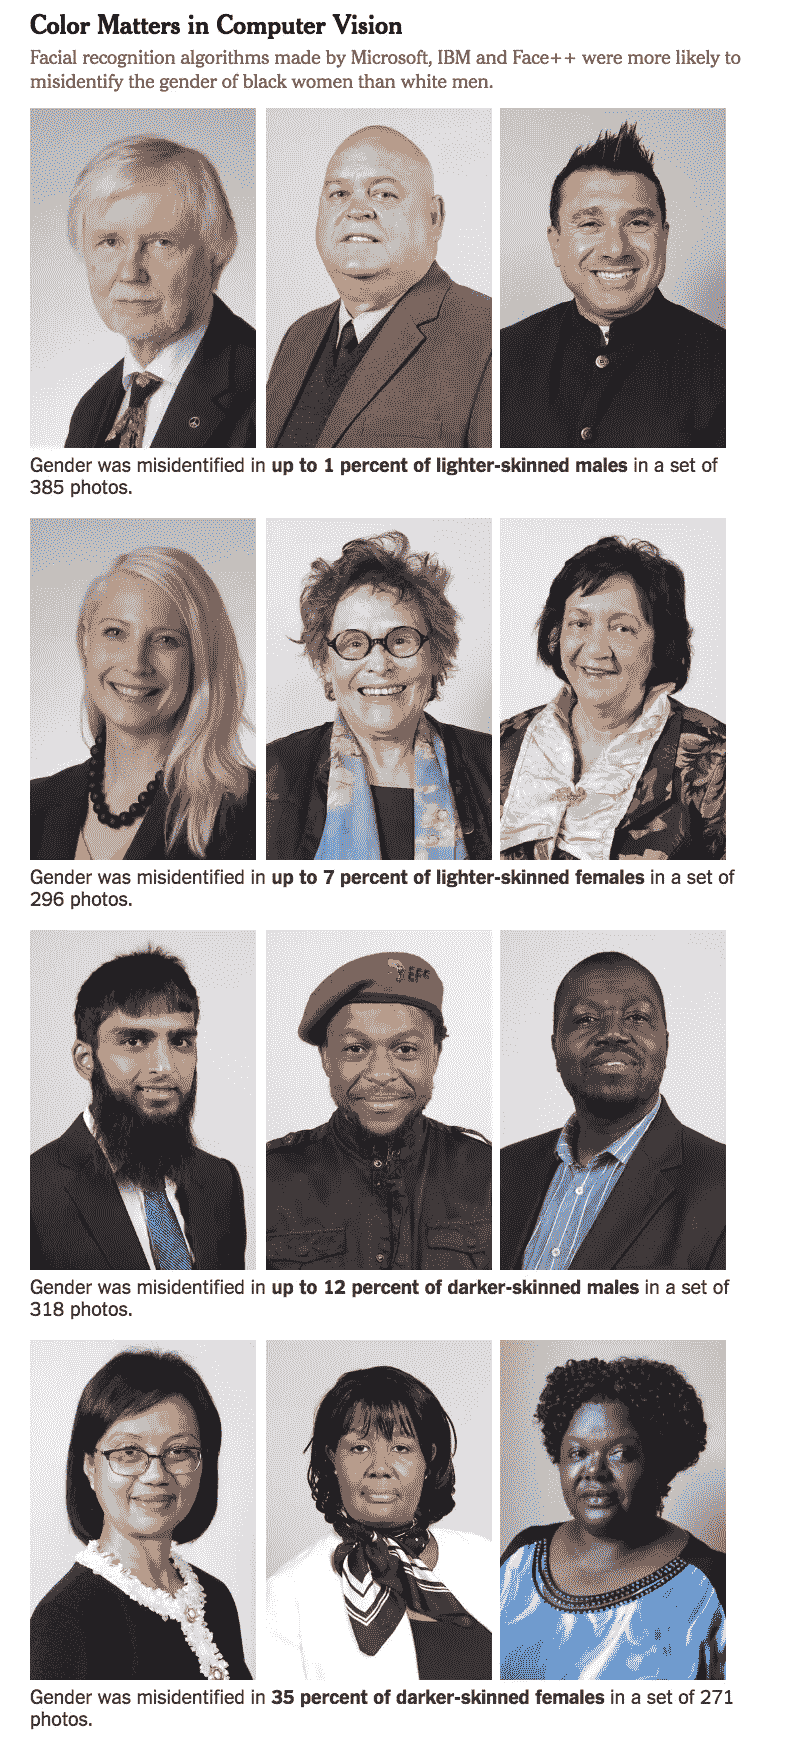 Color Matters in Computer Vision
Facial recognition algorithms made by Microsoft, IBM and Face++ were more likely to
misidentify the gender of black women than white men.
Gender was misidentified in up to 1 percent of lighter-skinned males in a set of
385 photos.
Gender was misidentified in up to 7 percent of lighter-skinned females in a set of
296 photos.
EFF
Gender was misidentified in up to 12 percent of darker-skinned males in a set of
318 photos.
Gender was misidentified in 35 percent of darker-skinned females in a set of 271
photos.